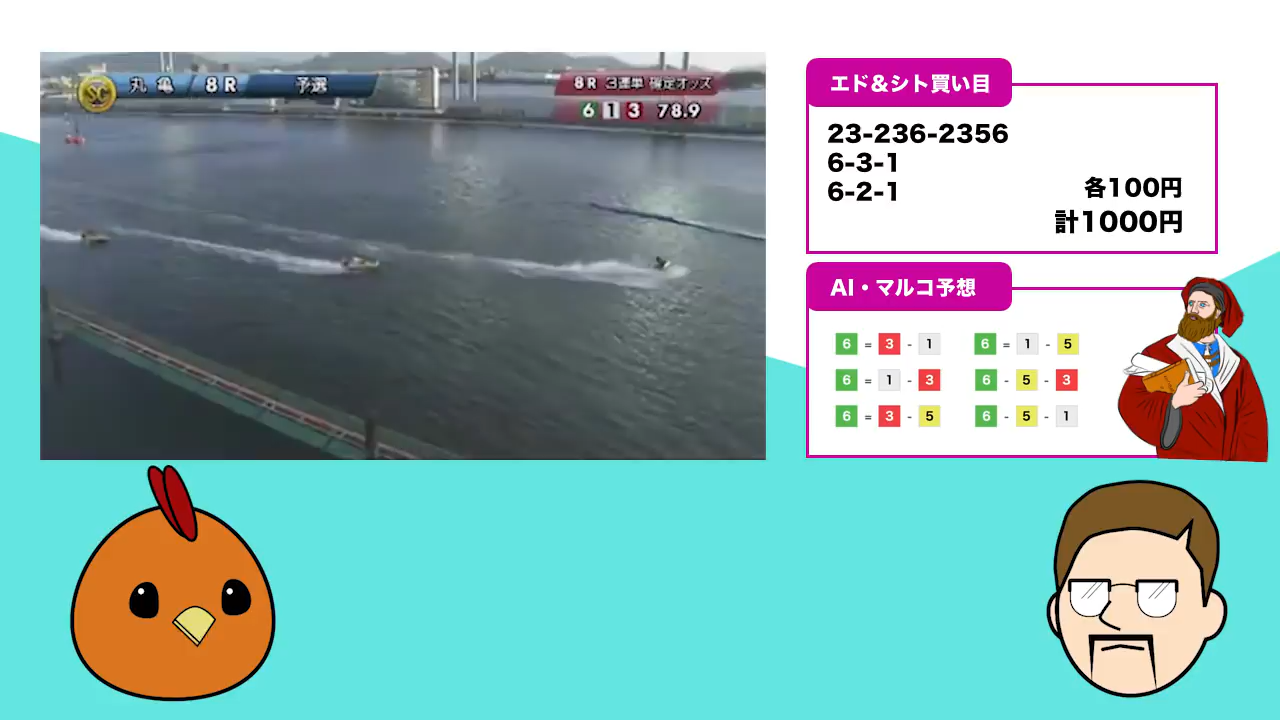 SG 丸亀 8R 予選
8R 3連単 確定オッズ
6 1 3 78.9
エド&シト買い目
23-236-2356
6-3-1
6-2-1
各100円
計1000円
AI・マルコ予想
6 = 3 - 1
6 = 1 - 5
6 = 1 - 3
6 - 5 - 3
6 = 3 - 5
6 - 5 - 1